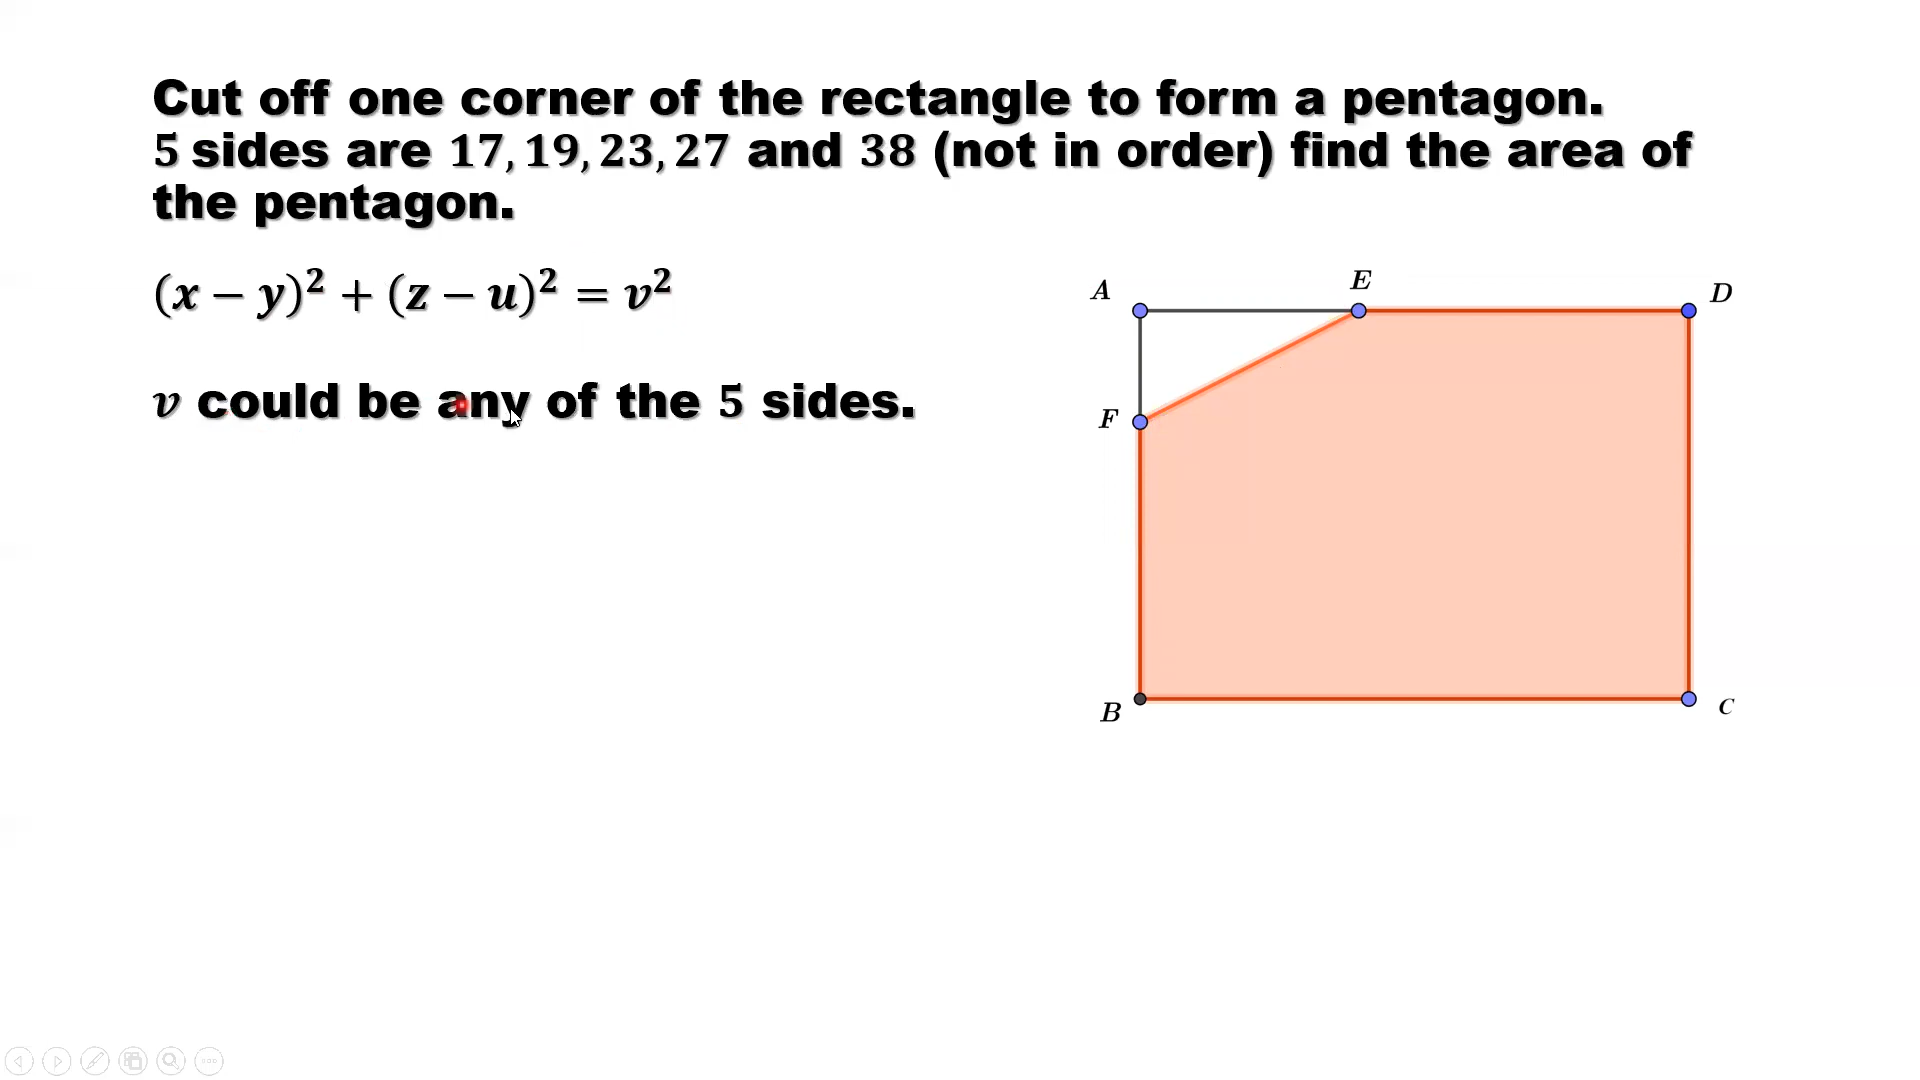 Cut off one corner of the rectangle to form a pentagon.
5 sides are 17, 19, 23, 27 and 38 (not in order) find the area of
the pentagon.
(x − y)² + (z − u)² = v²
v could be any of the 5 sides.
A
E
D
F
B
C